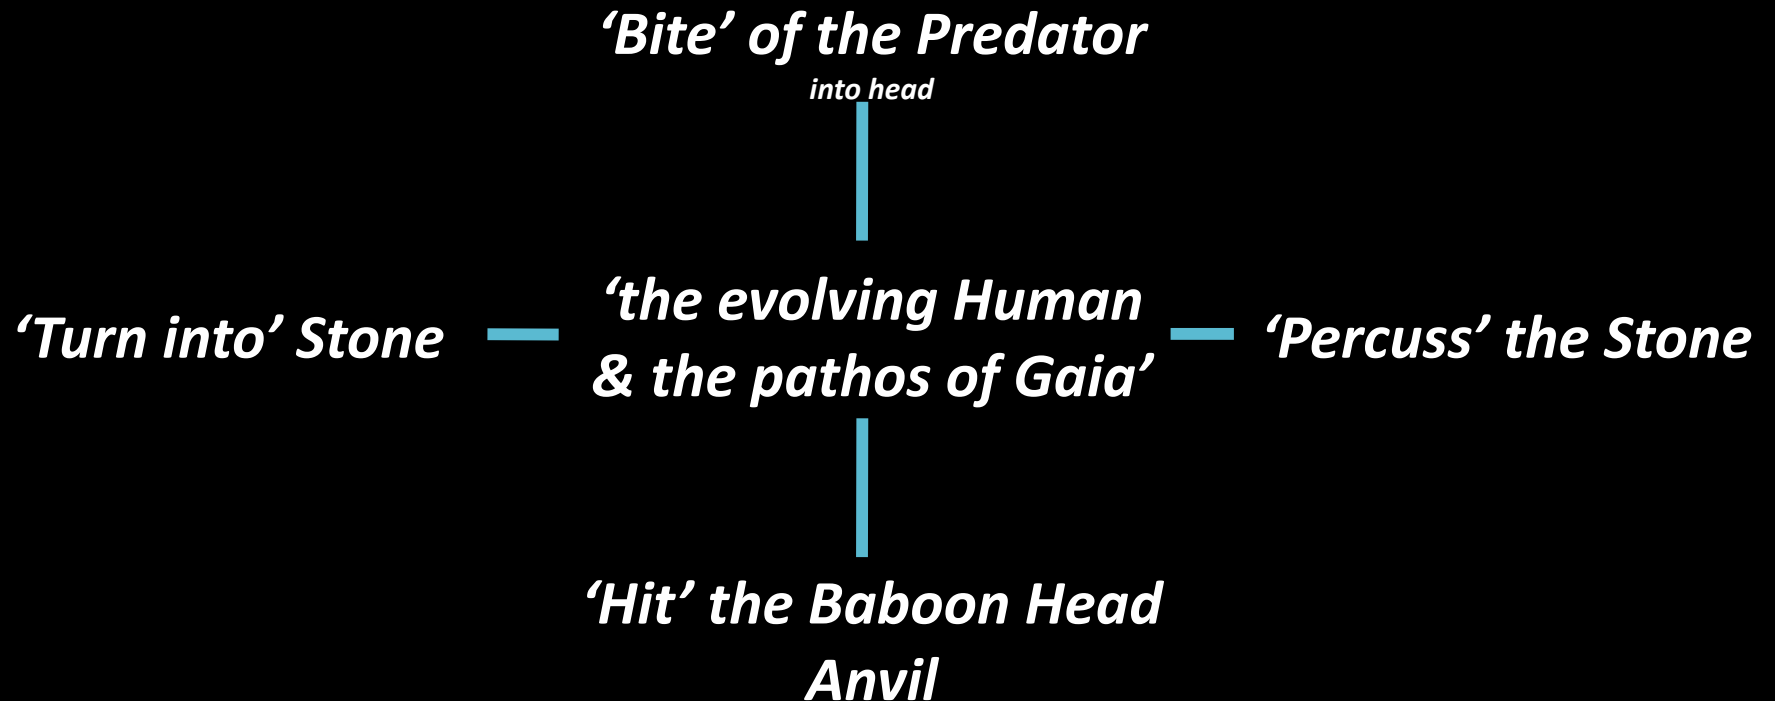 ‘Bite’ of the Predator
into head
‘the evolving Human
& the pathos of Gaia’
‘Turn into’ Stone
‘Percuss’ the Stone
‘Hit’ the Baboon Head
Anvil